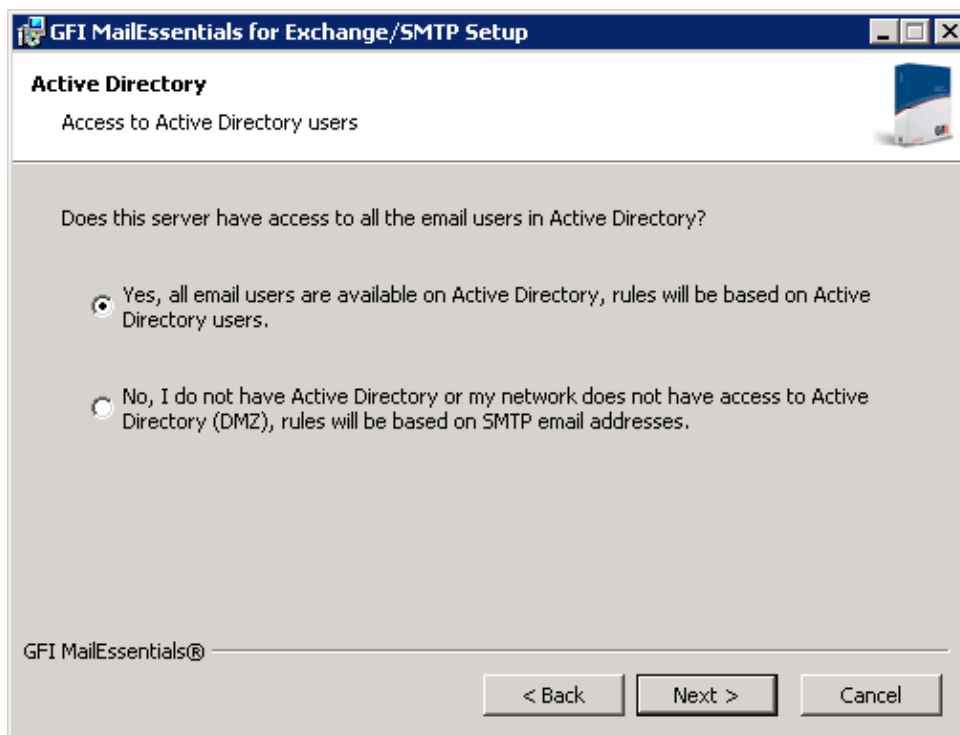 GFI MailEssentials for Exchange/SMTP Setup
Active Directory
Access to Active Directory users
GFI
Does this server have access to all the email users in Active Directory?
Yes, all email users are available on Active Directory, rules will be based on Active
Directory users.
No, I do not have Active Directory or my network does not have access to Active
Directory (DMZ), rules will be based on SMTP email addresses.
GFI MailEssentials®
< Back
Next >
Cancel